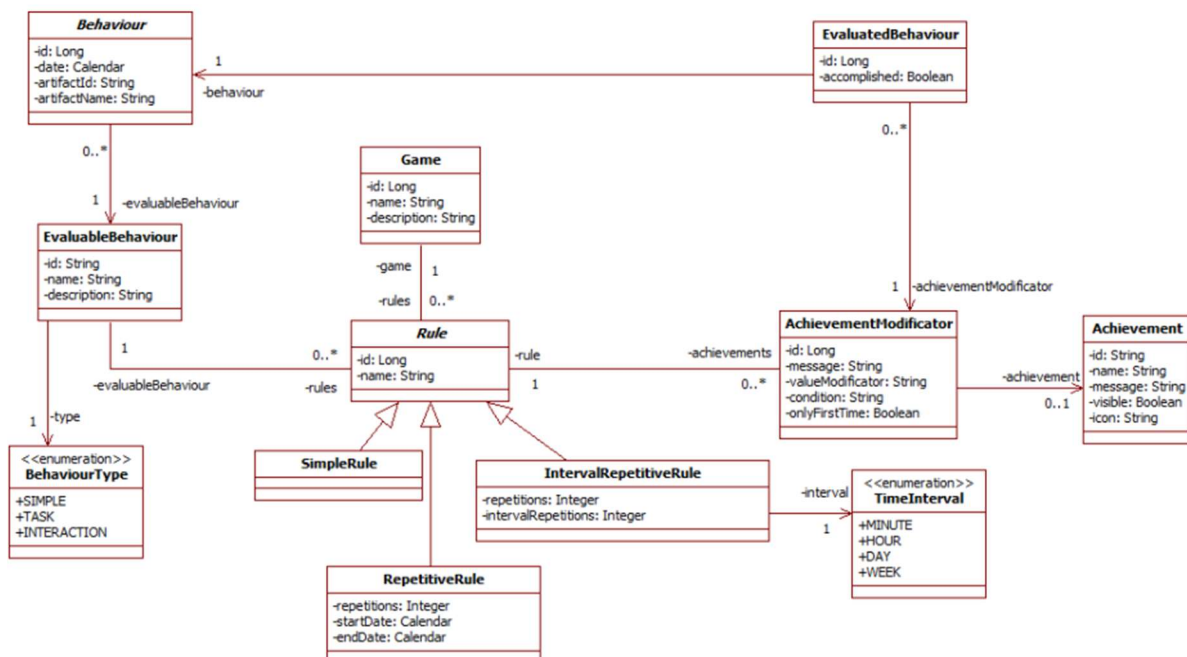 Behaviour
-id: Long
-date: Calendar
-artifactId: String
-artifactName: String
EvaluatedBehaviour
-id: Long
-accomplished: Boolean
1
-behaviour
0..*
0..*
1
-evaluableBehaviour
Game
-id: Long
-name: String
-description: String
EvaluableBehaviour
-id: String
-name: String
-description: String
-game
1
-rules
0..*
1
-achievementModificator
Rule
-id: Long
-name: String
1
-evaluableBehaviour
0..*
-rules
-rule
1
-achievements
0..*
AchievementModificator
-id: Long
-message: String
-valueModificator: String
-condition: String
-onlyFirstTime: Boolean
-achievement
0..1
Achievement
-id: String
-name: String
-message: String
-visible: Boolean
-icon: String
1
-type
<<enumeration>>
BehaviourType
+SIMPLE
+TASK
+INTERACTION
SimpleRule
IntervalRepetitiveRule
-repetitions: Integer
-intervalRepetitions: Integer
-interval
1
<<enumeration>>
TimeInterval
+MINUTE
+HOUR
+DAY
+WEEK
RepetitiveRule
-repetitions: Integer
-startDate: Calendar
-endDate: Calendar